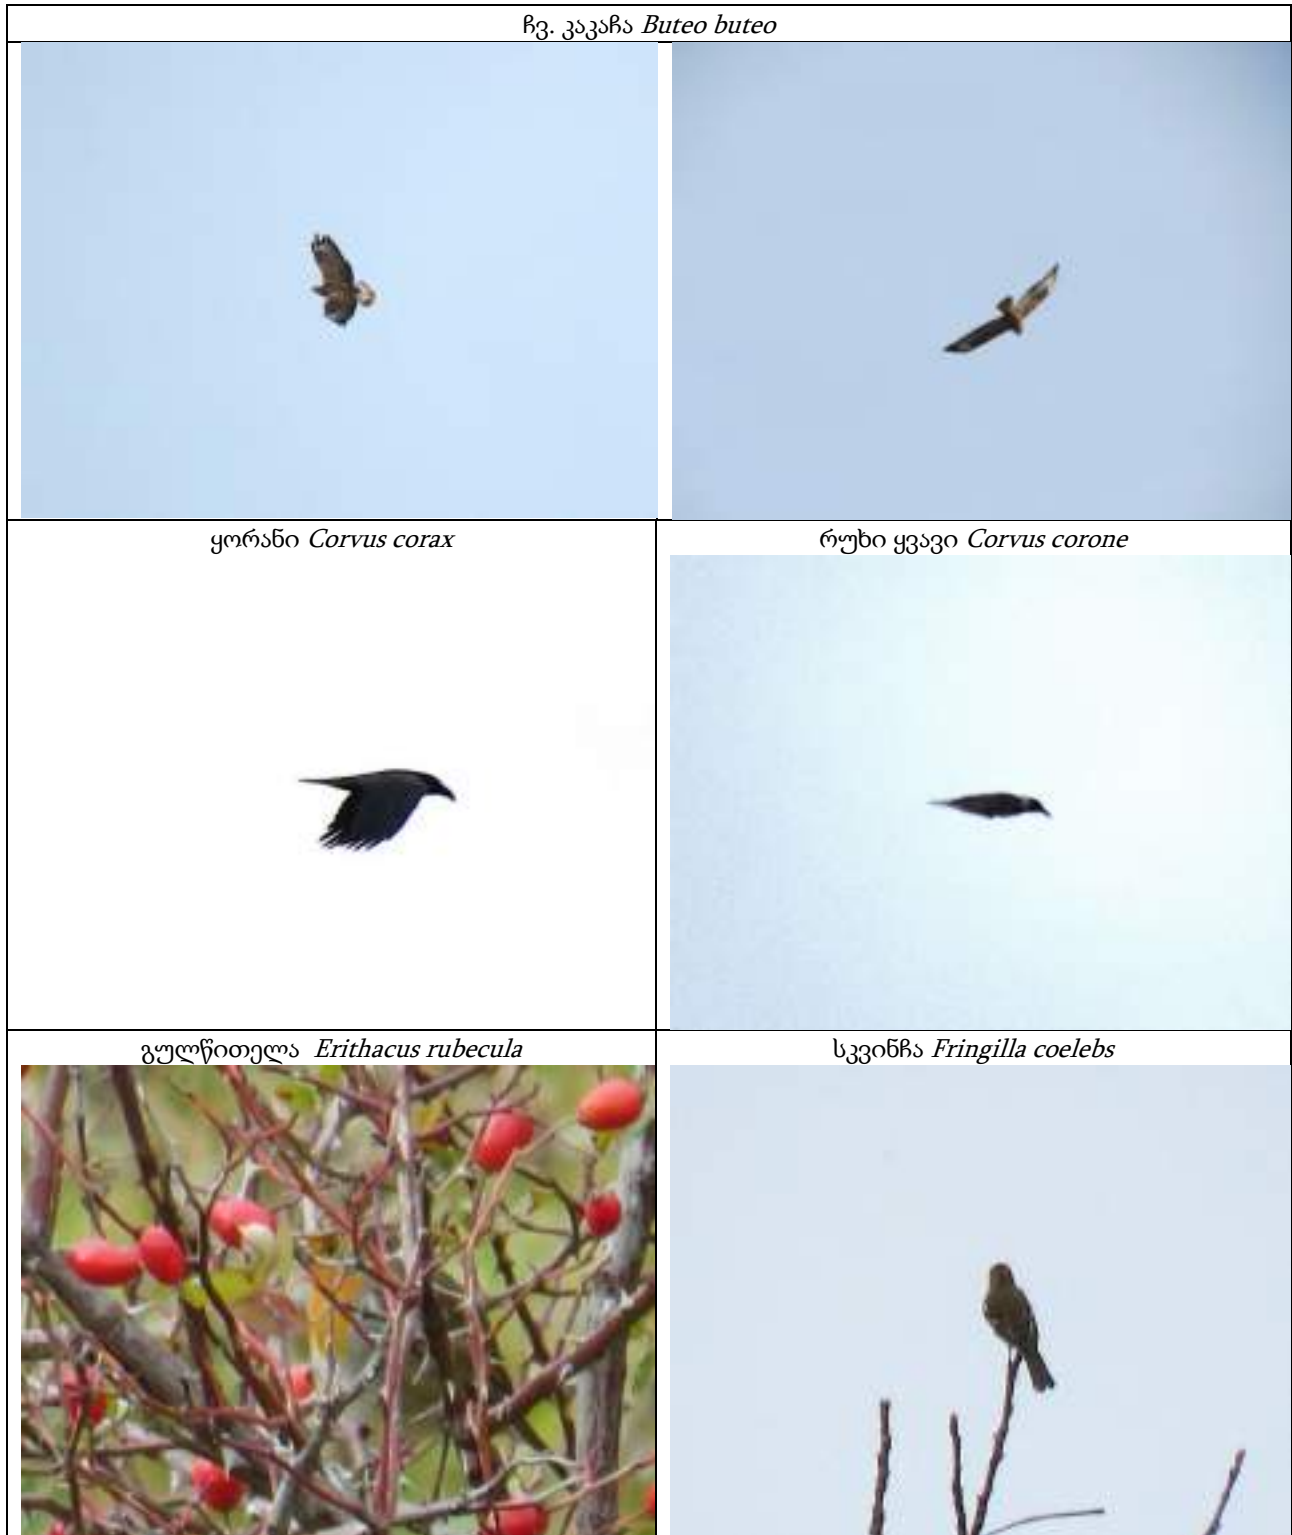 ჩვ. კაკაჩა Buteo buteo
ყორანი Corvus corax
რუხი ყვავი Corvus corone
გულწითელა Erithacus rubecula
სკვინჩა Fringilla coelebs